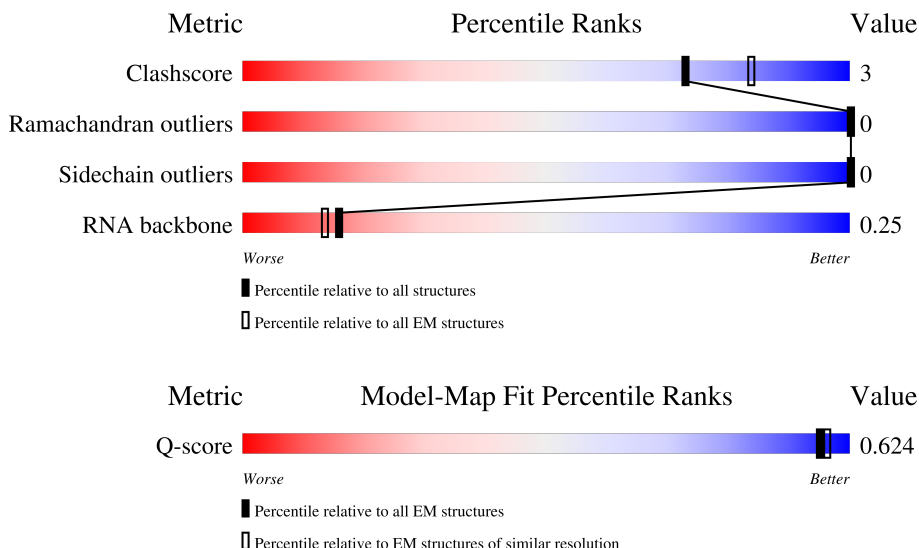 Metric Percentile Ranks Value
Clashscore 3
Ramachandran outliers 0
Sidechain outliers 0
RNA backbone 0.25
Worse Better
Percentile relative to all structures
Percentile relative to all EM structures
Metric Model-Map Fit Percentile Ranks Value
Q-score 0.624
Worse Better
Percentile relative to all EM structures
Percentile relative to EM structures of similar resolution